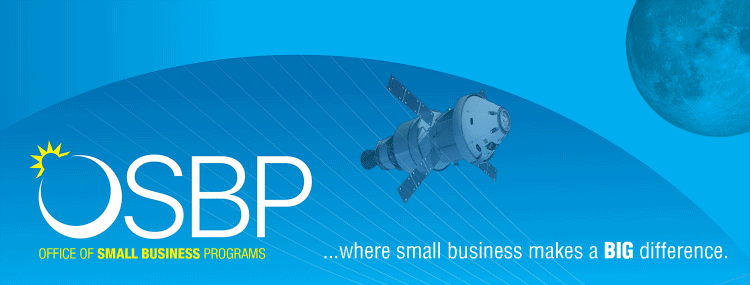 OSBP
OFFICE OF SMALL BUSINESS PROGRAMS
...where small business makes a BIG difference.